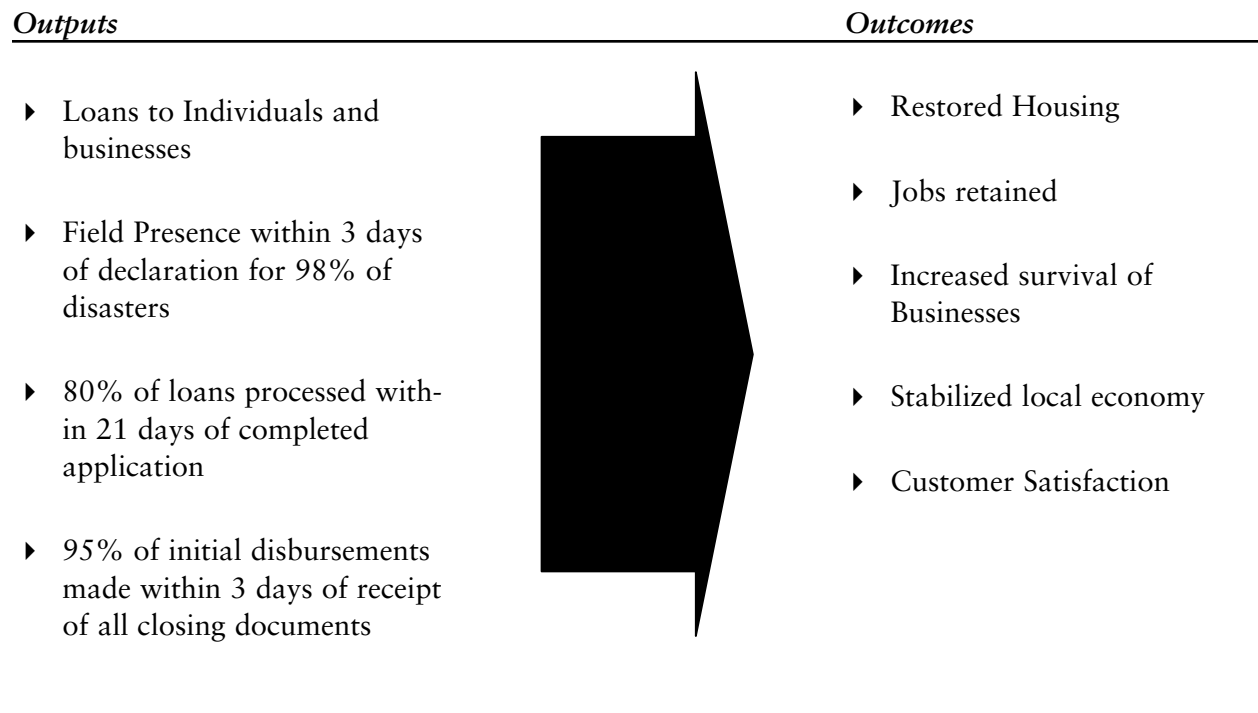 Outputs
Outcomes
Loans to Individuals and
businesses
Field Presence within 3 days
of declaration for 98% of
disasters
80% of loans processed with-
in 21 days of completed
application
95% of initial disbursements
made within 3 days of receipt
of all closing documents
Restored Housing
Jobs retained
Increased survival of
Businesses
Stabilized local economy
Customer Satisfaction